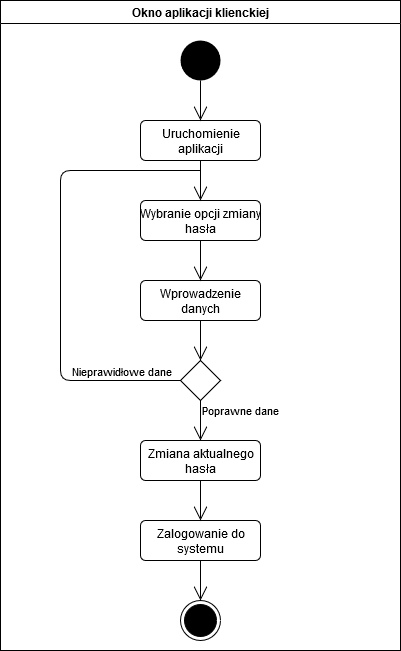 Okno aplikacji klienckiej
Uruchomienie
aplikacji
Wybranie opcji zmiany
hasła
Wprowadzenie
danych
Nieprawidłowe dane
Poprawne dane
Zmiana aktualnego
hasła
Zalogowanie do
systemu